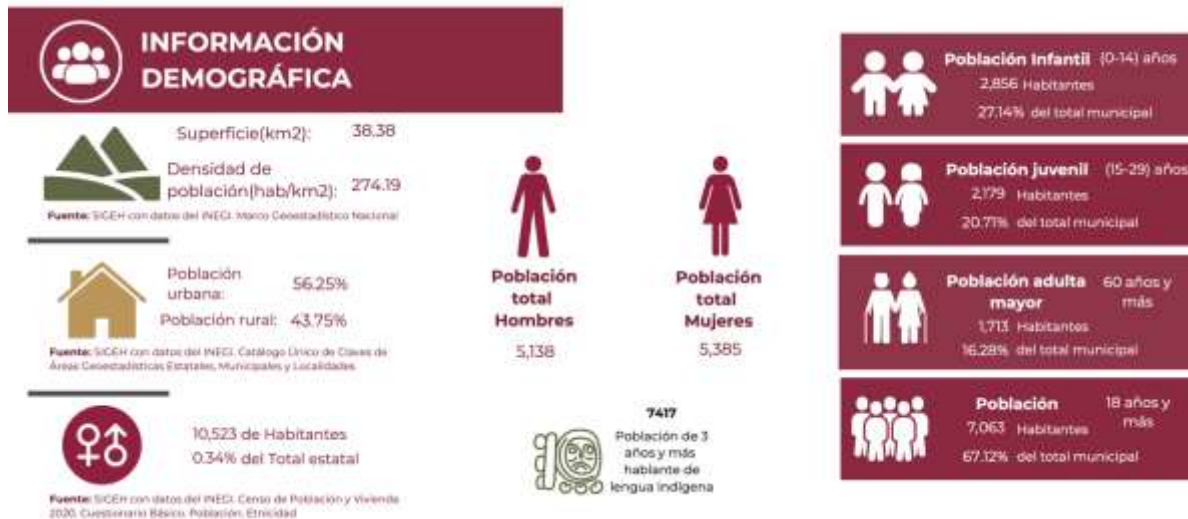 INFORMACIÓN
DEMOGRÁFICA
Superficie(km2): 38.38
Densidad de
población(hab/km2): 274.19
Fuente: SIGEH con datos del INEGI. Marco Geoestadístico Nacional
Población
urbana: 56.25%
Población rural: 43.75%
Fuente: SIGEH con datos del INEGI. Catálogo Único de Claves de
Áreas Geoestadísticas Estatales, Municipales y Localidades
10,523 de Habitantes
0.34% del Total estatal
Fuente: SIGEH con datos del INEGI. Censo de Población y Vivienda
2020. Cuestionario Básico. Población. Etnicidad
Población
total
Hombres
5,138
Población
total
Mujeres
5,385
7417
Población de 3
años y más
hablante de
lengua indígena
Población Infantil (0-14) años
2,856 Habitantes
27.14% del total municipal
Población juvenil (15-29) años
2,179 Habitantes
20.71% del total municipal
Población adulta 60 años y
mayor más
1,713 Habitantes
16.28% del total municipal
Población 18 años y
7,063 Habitantes más
67.12% del total municipal